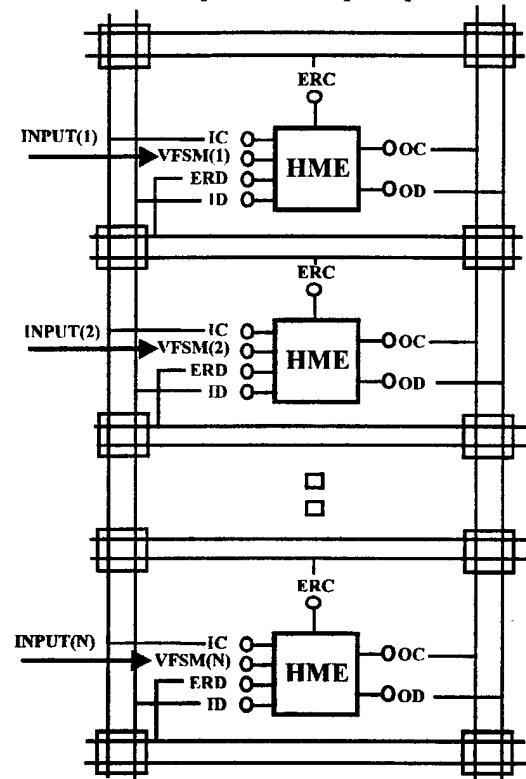 ERC
INPUT(1)
IC
VFSM(1)
ERD
ID
HME
OC
OD
ERC
INPUT(2)
IC
VFSM(2)
ERD
ID
HME
OC
OD
ERC
INPUT(N)
IC
VFSM(N)
ERD
ID
HME
OC
OD